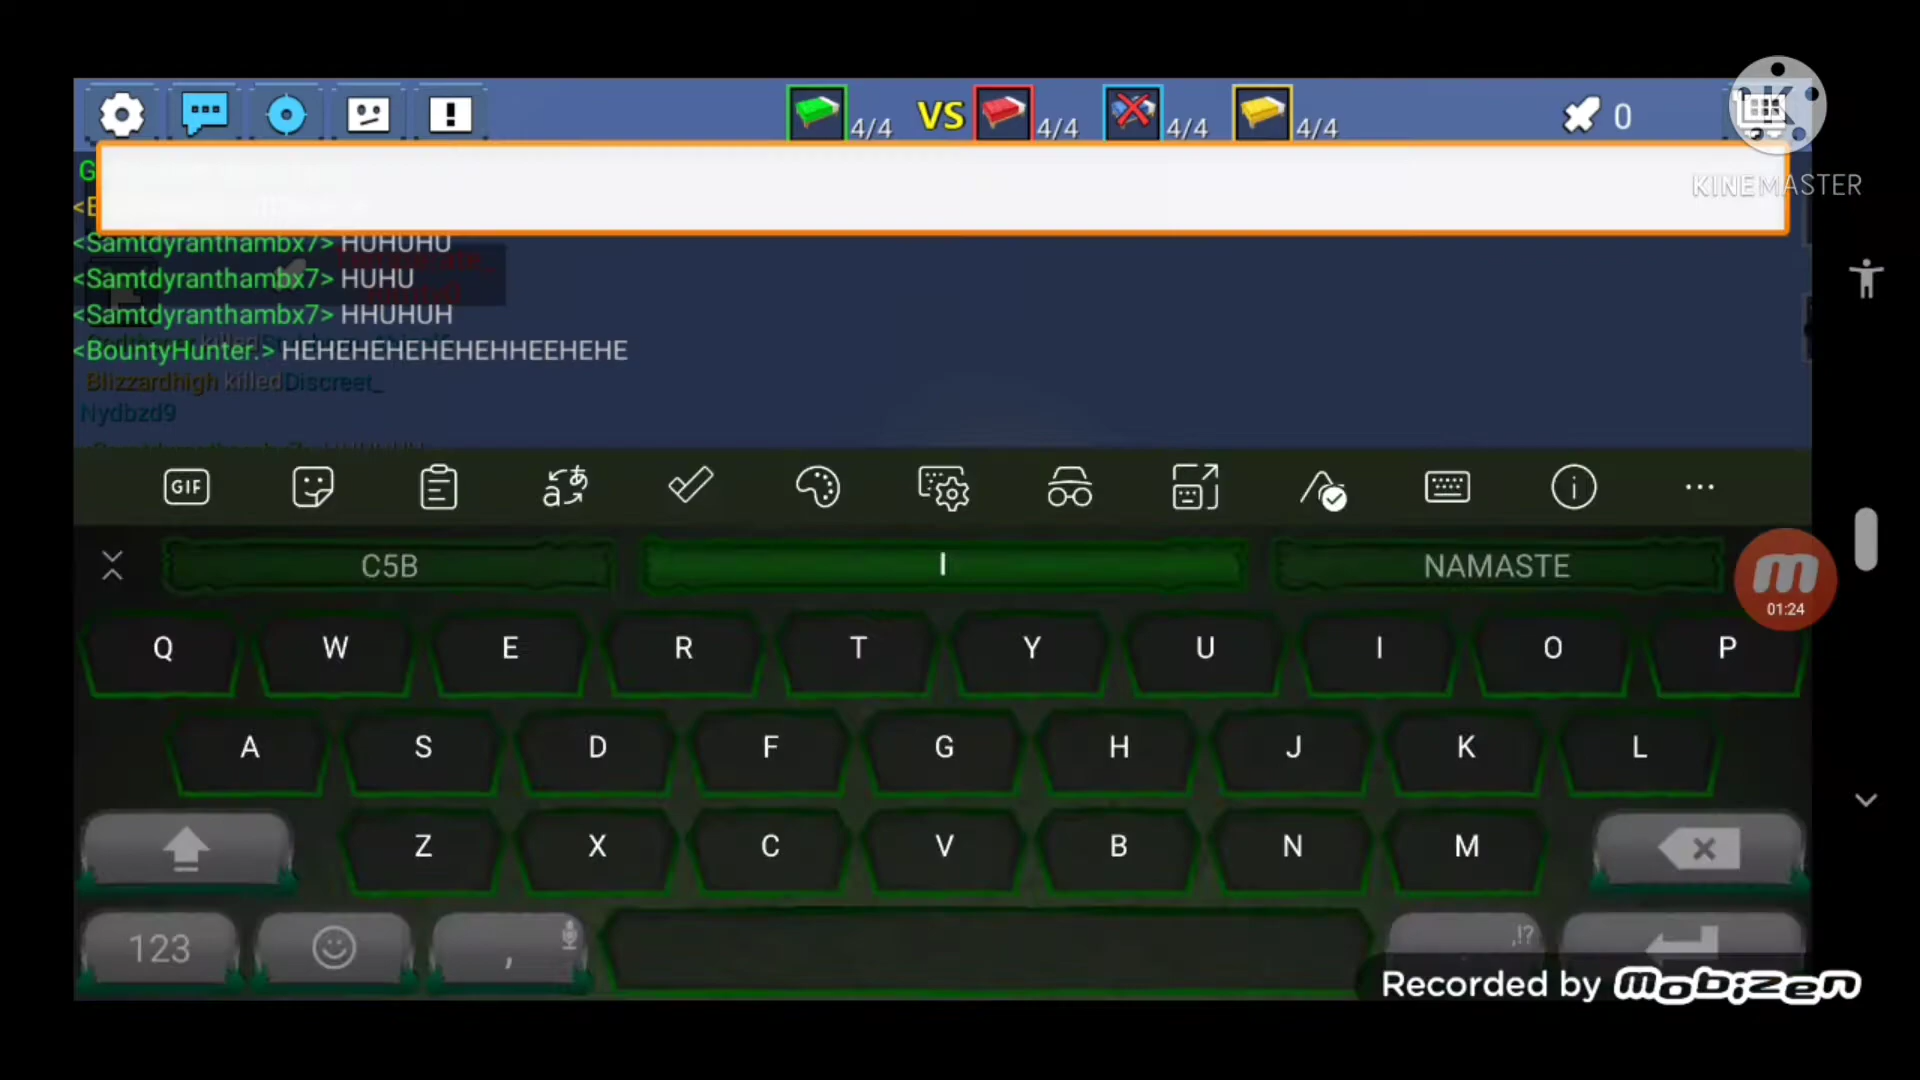 4/4 VS 4/4 4/4 4/4 0
G
<E
KINEMASTER
<Samtdyranthambx7> HUHUHU
<Samtdyranthambx7> HUHU
<Samtdyranthambx7> HHUHUH
<BountyHunter.> HEHEHEHEHEHEHHEEHEHE
Blizzardhigh killed Discreet_
Nydbzd9
GIF
C5B I NAMASTE
01:24
Q W E R T Y U I O P
A S D F G H J K L
Z X C V B N M
123 , ,!?
Recorded by mobizen